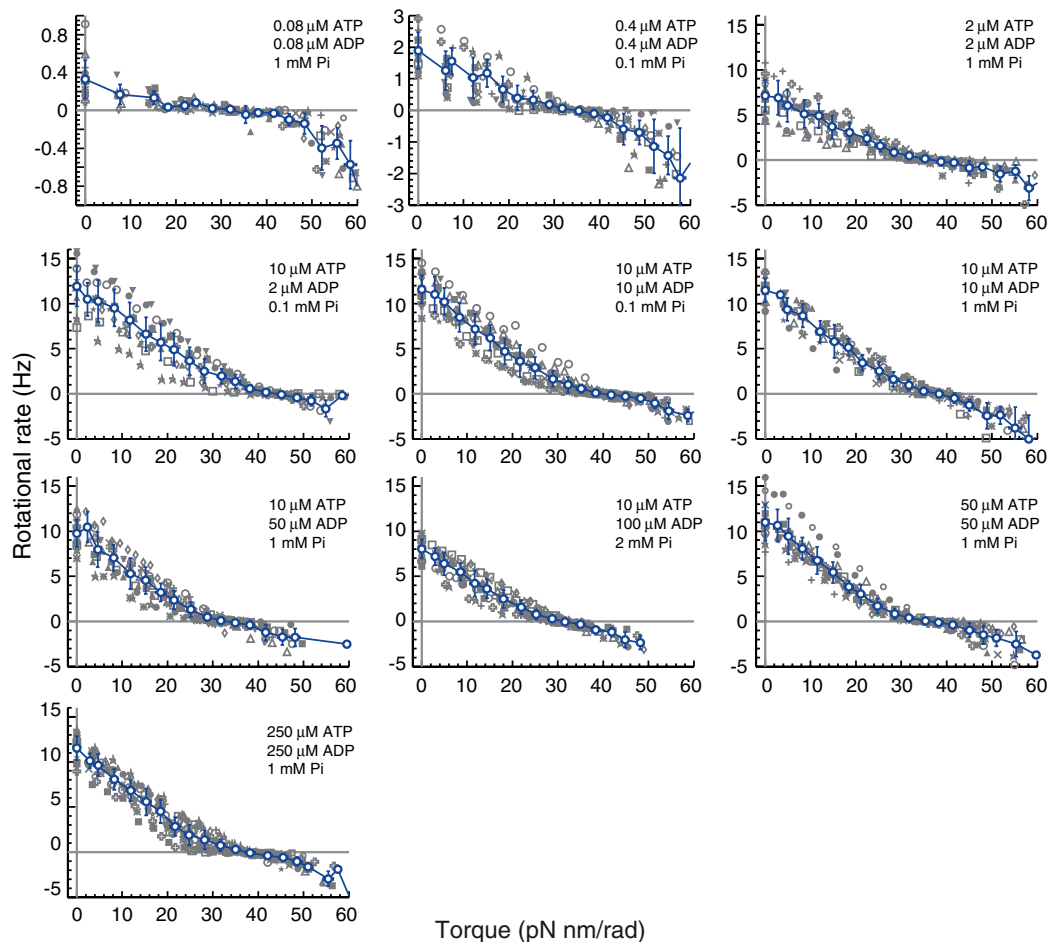 0.08 µM ATP
0.08 µM ADP
1 mM Pi
0.8
0.4
0
-0.4
-0.8
0 10 20 30 40 50 60
0.4 µM ATP
0.4 µM ADP
0.1 mM Pi
3
2
1
0
-1
-2
-3
0 10 20 30 40 50 60
2 µM ATP
2 µM ADP
1 mM Pi
15
10
5
0
-5
0 10 20 30 40 50 60
10 µM ATP
2 µM ADP
0.1 mM Pi
15
10
5
0
-5
0 10 20 30 40 50 60
10 µM ATP
10 µM ADP
0.1 mM Pi
15
10
5
0
-5
0 10 20 30 40 50 60
10 µM ATP
10 µM ADP
1 mM Pi
15
10
5
0
-5
0 10 20 30 40 50 60
Rotational rate (Hz)
10 µM ATP
50 µM ADP
1 mM Pi
15
10
5
0
-5
0 10 20 30 40 50 60
10 µM ATP
100 µM ADP
2 mM Pi
15
10
5
0
-5
0 10 20 30 40 50 60
50 µM ATP
50 µM ADP
1 mM Pi
15
10
5
0
-5
0 10 20 30 40 50 60
250 µM ATP
250 µM ADP
1 mM Pi
15
10
5
0
-5
0 10 20 30 40 50 60
Torque (pN nm/rad)